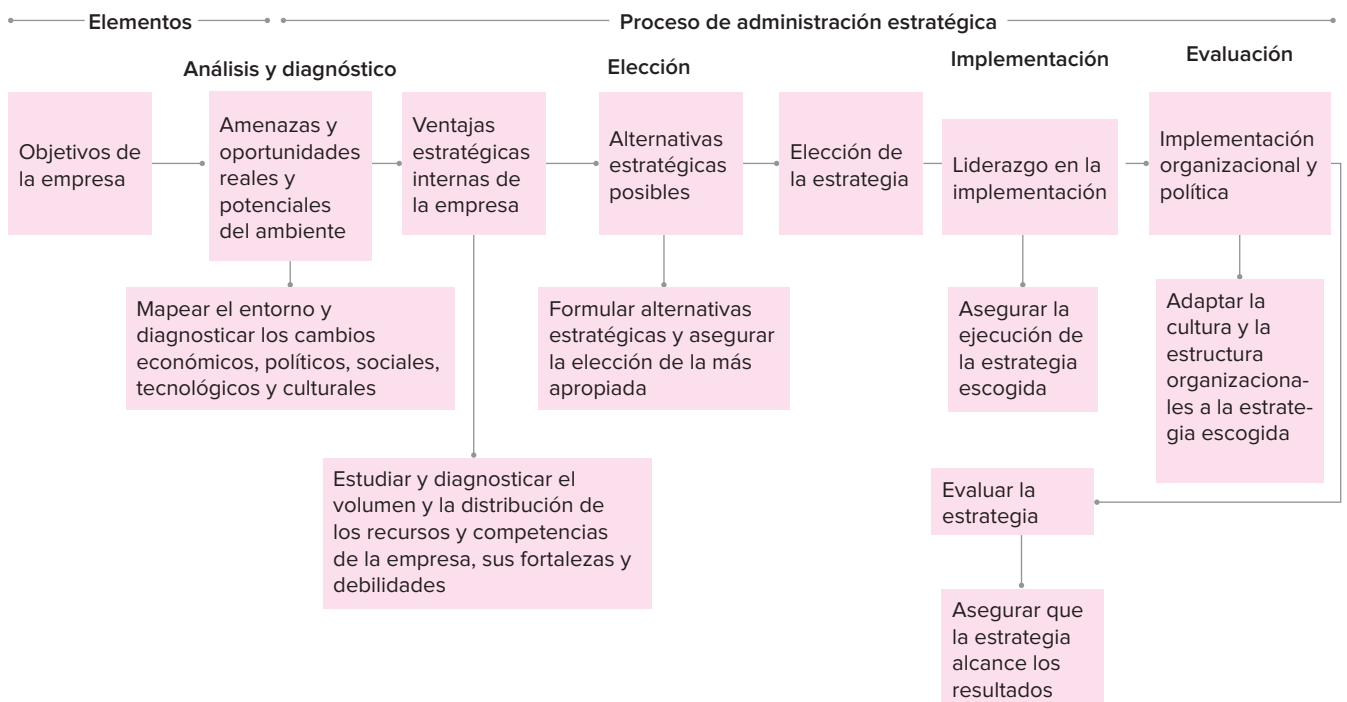 Elementos
Proceso de administración estratégica
Análisis y diagnóstico
Elección
Implementación
Evaluación
Objetivos de
la empresa
Amenazas y
oportunidades
reales y
potenciales
del ambiente
Ventajas
estratégicas
internas de
la empresa
Alternativas
estratégicas
posibles
Elección de
la estrategia
Liderazgo en la
implementación
Implementación
organizacional y
política
Mapear el entorno y
diagnosticar los cambios
económicos, políticos, sociales,
tecnológicos y culturales
Formular alternativas
estratégicas y asegurar
la elección de la más
apropiada
Asegurar la
ejecución de
la estrategia
escogida
Adaptar la
cultura y la
estructura
organizaciona-
les a la estrate-
gia escogida
Estudiar y diagnosticar el
volumen y la distribución de
los recursos y competencias
de la empresa, sus fortalezas y
debilidades
Evaluar la
estrategia
Asegurar que
la estrategia
alcance los
resultados